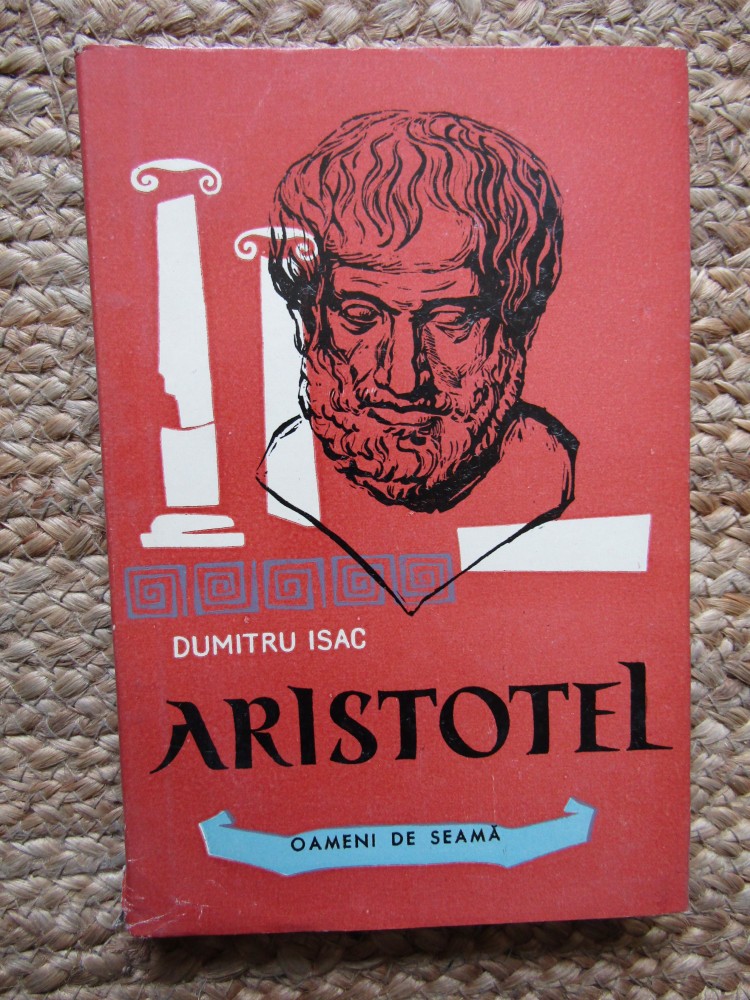 DUMITRU ISAC
ARISTOTEL
OAMENI DE SEAMĂ